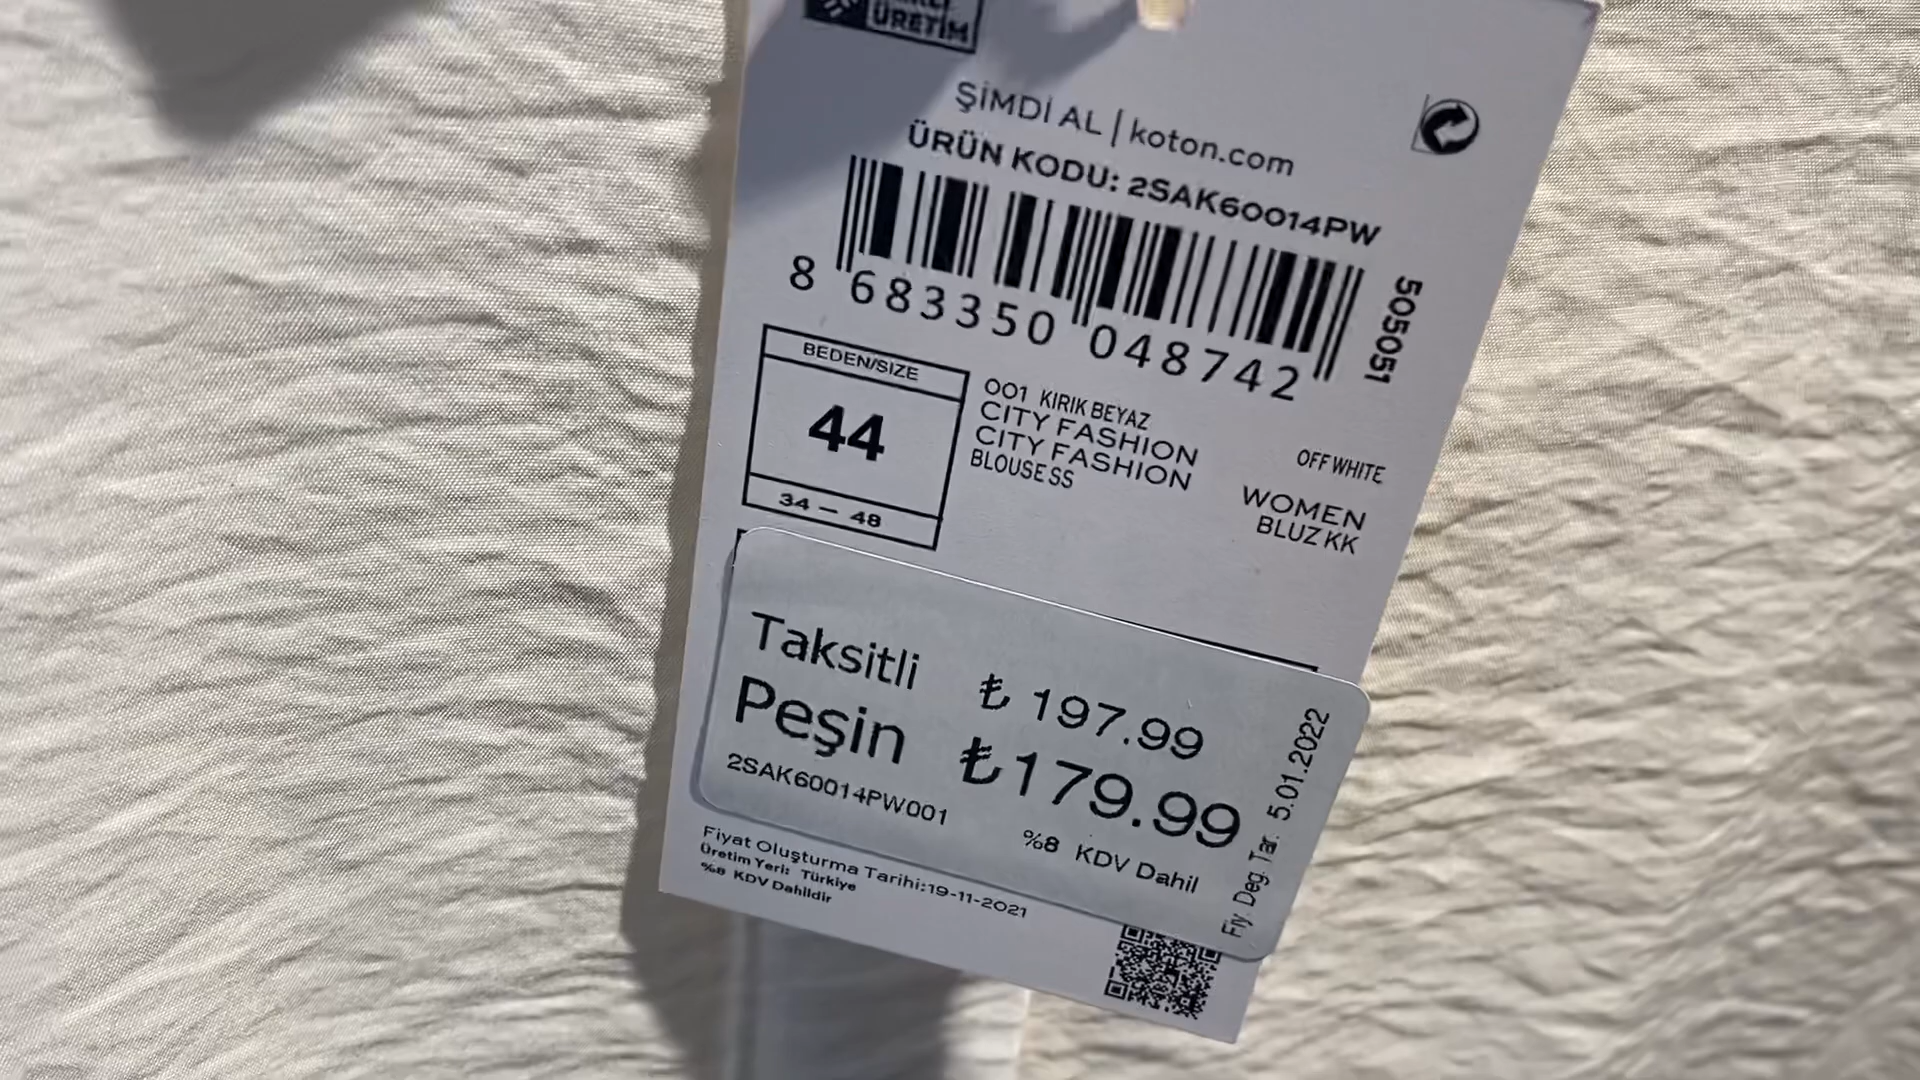 ÜRETİM
ŞİMDİ AL | koton.com
ÜRÜN KODU: 2SAK60014PW
8 683350 048742
505051
BEDEN/SIZE
44
34 — 48
001 KIRIK BEYAZ OFF WHITE
CITY FASHION
CITY FASHION WOMEN
BLOUSE SS BLUZ KK
Taksitli ₺ 197.99
Peşin ₺179.99
2SAK60014PW001
%8 KDV Dahil
Fiy. Deg. Tar. 5.01.2022
Fiyat Oluşturma Tarihi:19-11-2021
Üretim Yeri: Türkiye
%8 KDV Dahildir